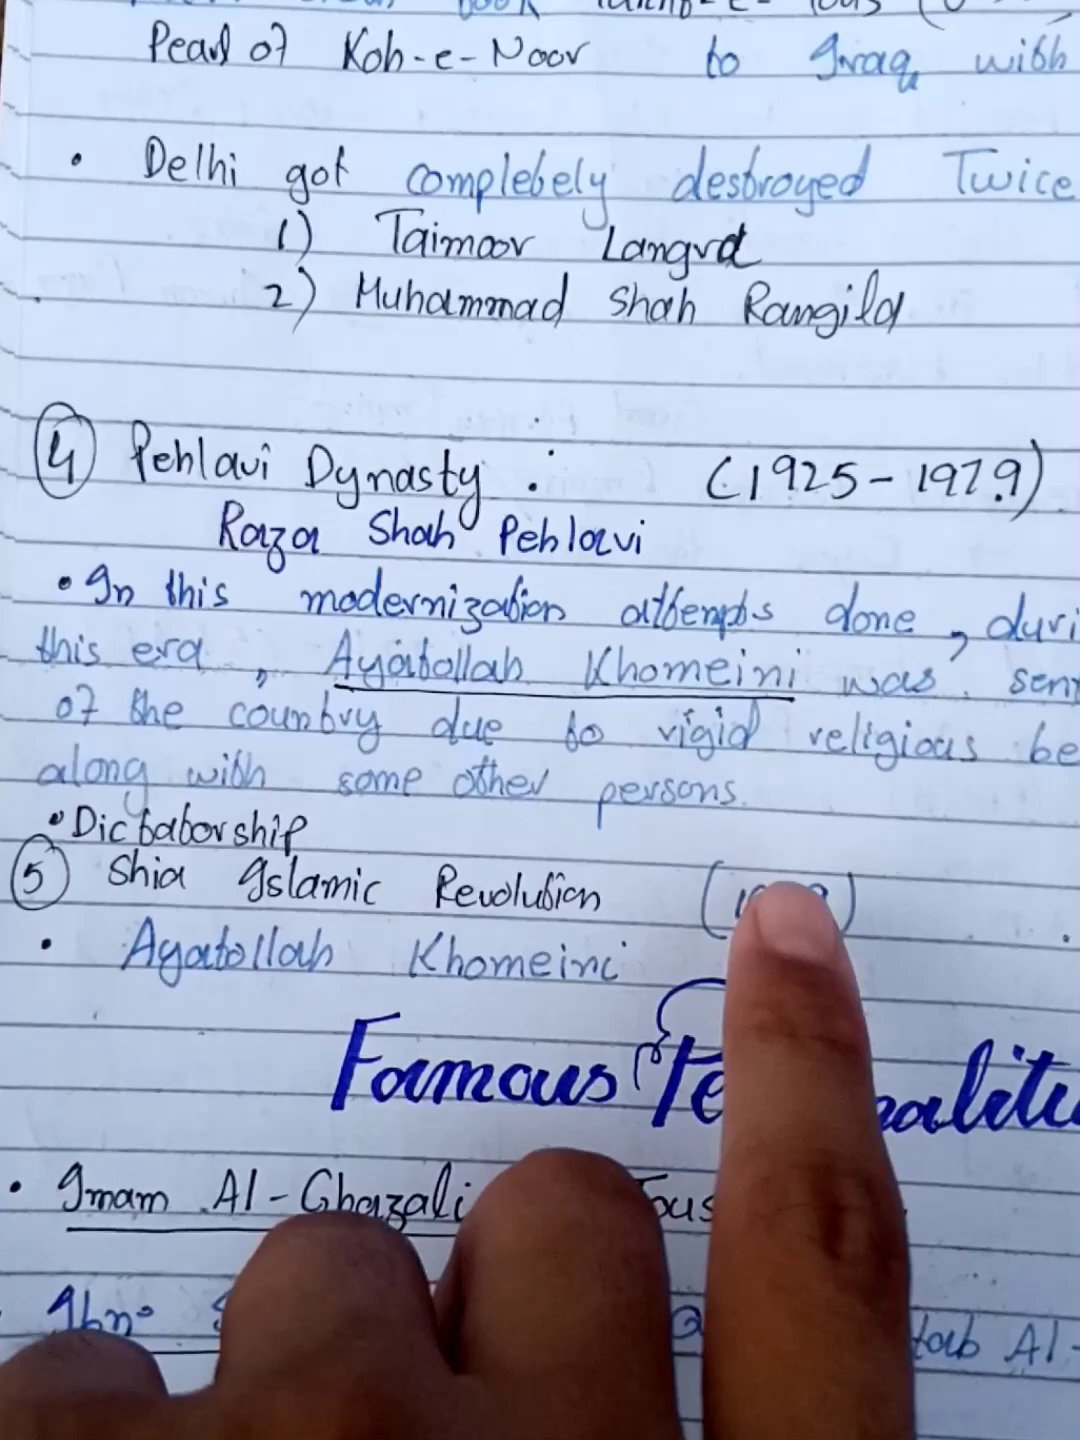 Pearl of Koh-e-Noor to Iraq with
• Delhi got completely destroyed Twice
1) Taimoor Langra
2) Muhammad Shah Rangila
4 Pehlavi Dynasty : (1925-1979)
Raza Shah Pehlavi
• In this modernization attempts done, duri
this era, Ayatollah Khomeini was sen
of the country due to rigid religious be
along with some other persons.
• Dictatorship
5 Shia Islamic Revolution
• Ayatollah Khomeini
Famous
• Imam Al-Ghazali Tous
Ibn